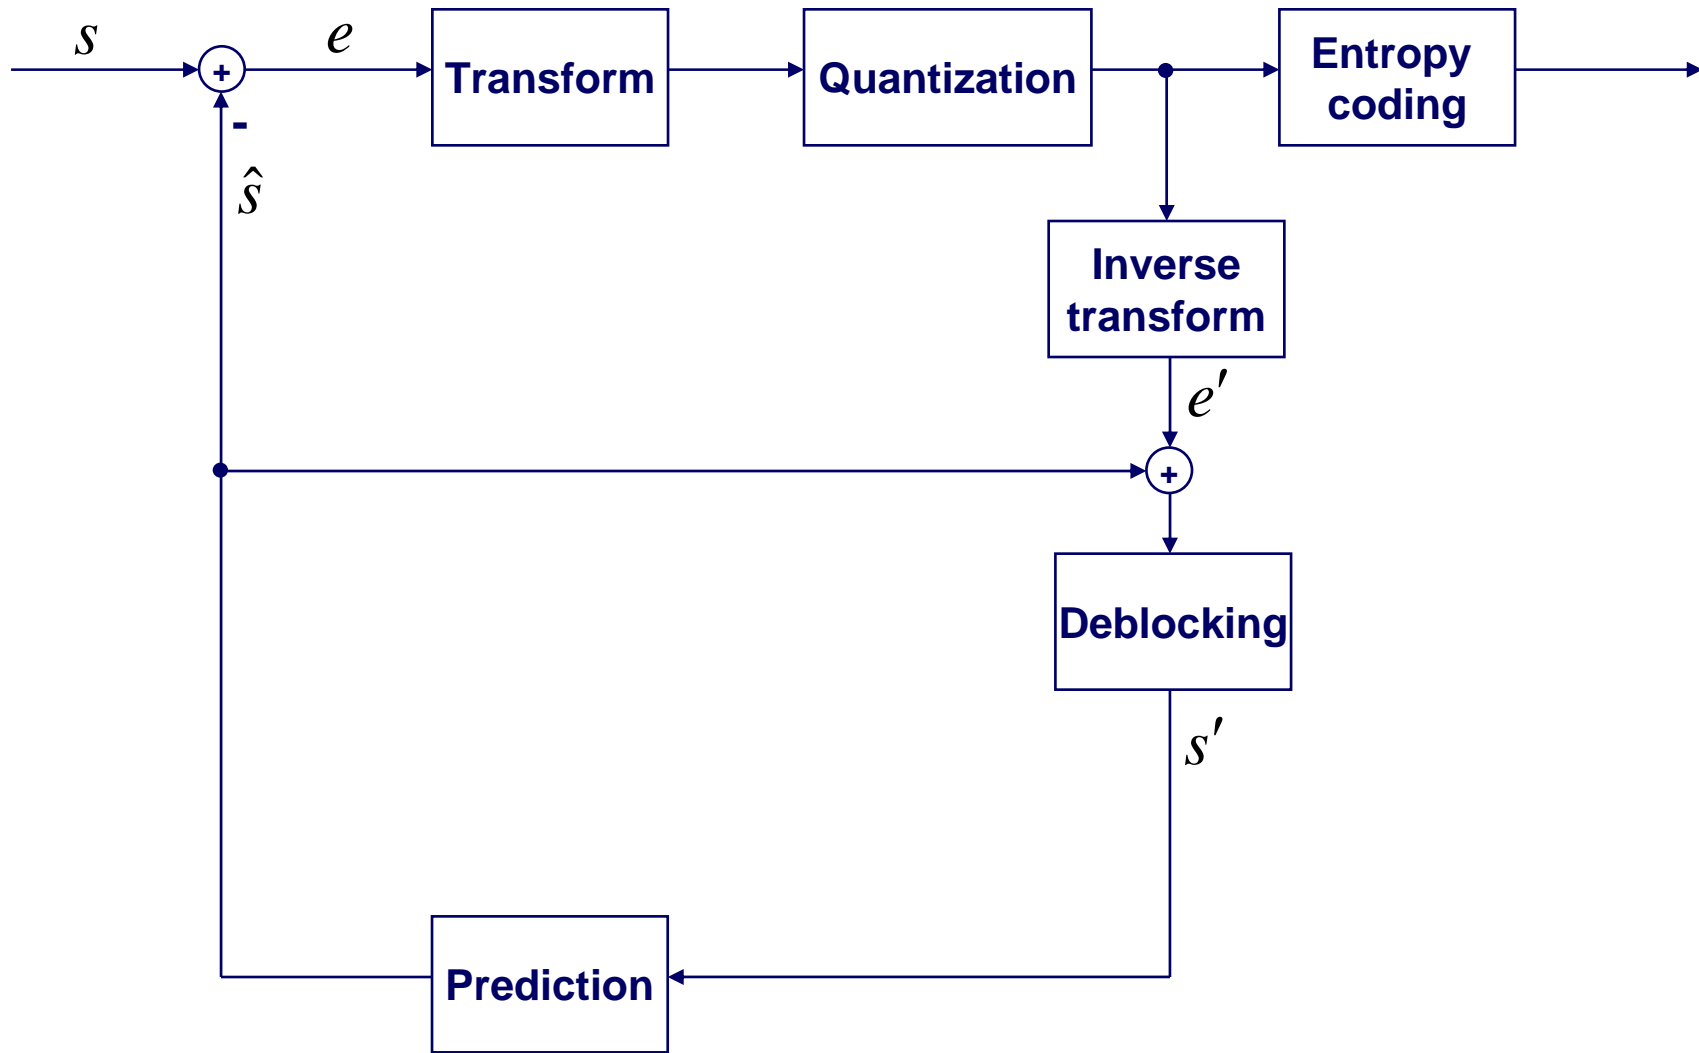 s
e
+
Transform
Quantization
Entropy
coding
-
ŝ
Inverse
transform
e′
+
Deblocking
s′
Prediction